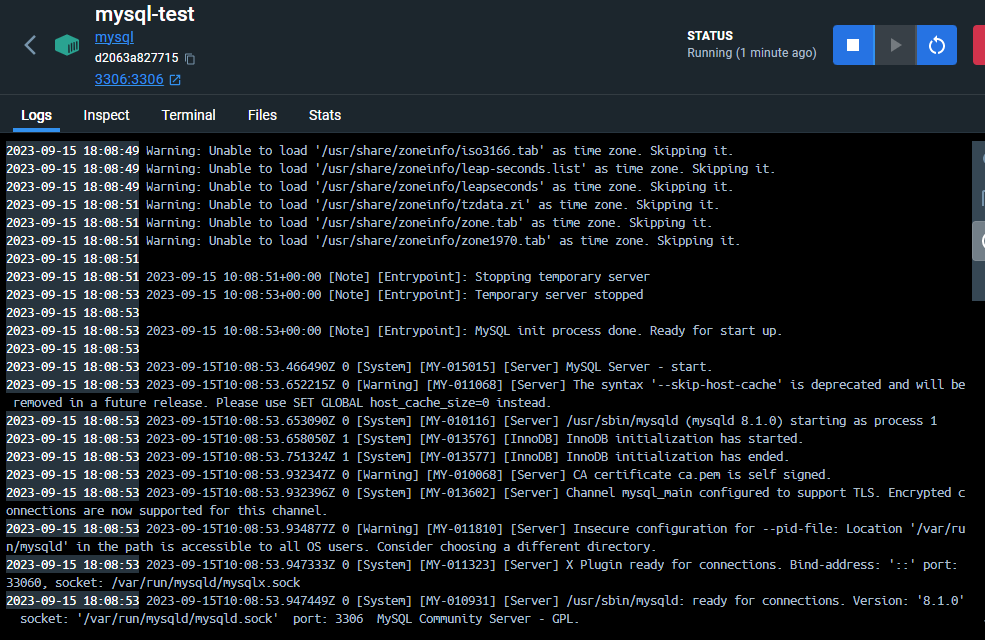 mysql-test
mysql
d2063a827715
3306:3306
STATUS
Running (1 minute ago)
Logs Inspect Terminal Files Stats
2023-09-15 18:08:49 Warning: Unable to load '/usr/share/zoneinfo/iso3166.tab' as time zone. Skipping it.
2023-09-15 18:08:49 Warning: Unable to load '/usr/share/zoneinfo/leap-seconds.list' as time zone. Skipping it.
2023-09-15 18:08:49 Warning: Unable to load '/usr/share/zoneinfo/leapseconds' as time zone. Skipping it.
2023-09-15 18:08:51 Warning: Unable to load '/usr/share/zoneinfo/tzdata.zi' as time zone. Skipping it.
2023-09-15 18:08:51 Warning: Unable to load '/usr/share/zoneinfo/zone.tab' as time zone. Skipping it.
2023-09-15 18:08:51 Warning: Unable to load '/usr/share/zoneinfo/zone1970.tab' as time zone. Skipping it.
2023-09-15 18:08:51
2023-09-15 18:08:51 2023-09-15 10:08:51+00:00 [Note] [Entrypoint]: Stopping temporary server
2023-09-15 18:08:53 2023-09-15 10:08:53+00:00 [Note] [Entrypoint]: Temporary server stopped
2023-09-15 18:08:53
2023-09-15 18:08:53 2023-09-15 10:08:53+00:00 [Note] [Entrypoint]: MySQL init process done. Ready for start up.
2023-09-15 18:08:53
2023-09-15 18:08:53 2023-09-15T10:08:53.466490Z 0 [System] [MY-015015] [Server] MySQL Server - start.
2023-09-15 18:08:53 2023-09-15T10:08:53.652215Z 0 [Warning] [MY-011068] [Server] The syntax '--skip-host-cache' is deprecated and will be
removed in a future release. Please use SET GLOBAL host_cache_size=0 instead.
2023-09-15 18:08:53 2023-09-15T10:08:53.653090Z 0 [System] [MY-010116] [Server] /usr/sbin/mysqld (mysqld 8.1.0) starting as process 1
2023-09-15 18:08:53 2023-09-15T10:08:53.658050Z 1 [System] [MY-013576] [InnoDB] InnoDB initialization has started.
2023-09-15 18:08:53 2023-09-15T10:08:53.751324Z 1 [System] [MY-013577] [InnoDB] InnoDB initialization has ended.
2023-09-15 18:08:53 2023-09-15T10:08:53.932347Z 0 [Warning] [MY-010068] [Server] CA certificate ca.pem is self signed.
2023-09-15 18:08:53 2023-09-15T10:08:53.932396Z 0 [System] [MY-013602] [Server] Channel mysql_main configured to support TLS. Encrypted c
onnections are now supported for this channel.
2023-09-15 18:08:53 2023-09-15T10:08:53.934877Z 0 [Warning] [MY-011810] [Server] Insecure configuration for --pid-file: Location '/var/ru
n/mysqld' in the path is accessible to all OS users. Consider choosing a different directory.
2023-09-15 18:08:53 2023-09-15T10:08:53.947333Z 0 [System] [MY-011323] [Server] X Plugin ready for connections. Bind-address: '::' port:
33060, socket: /var/run/mysqld/mysqlx.sock
2023-09-15 18:08:53 2023-09-15T10:08:53.947449Z 0 [System] [MY-010931] [Server] /usr/sbin/mysqld: ready for connections. Version: '8.1.0'
socket: '/var/run/mysqld/mysqld.sock'  port: 3306  MySQL Community Server - GPL.